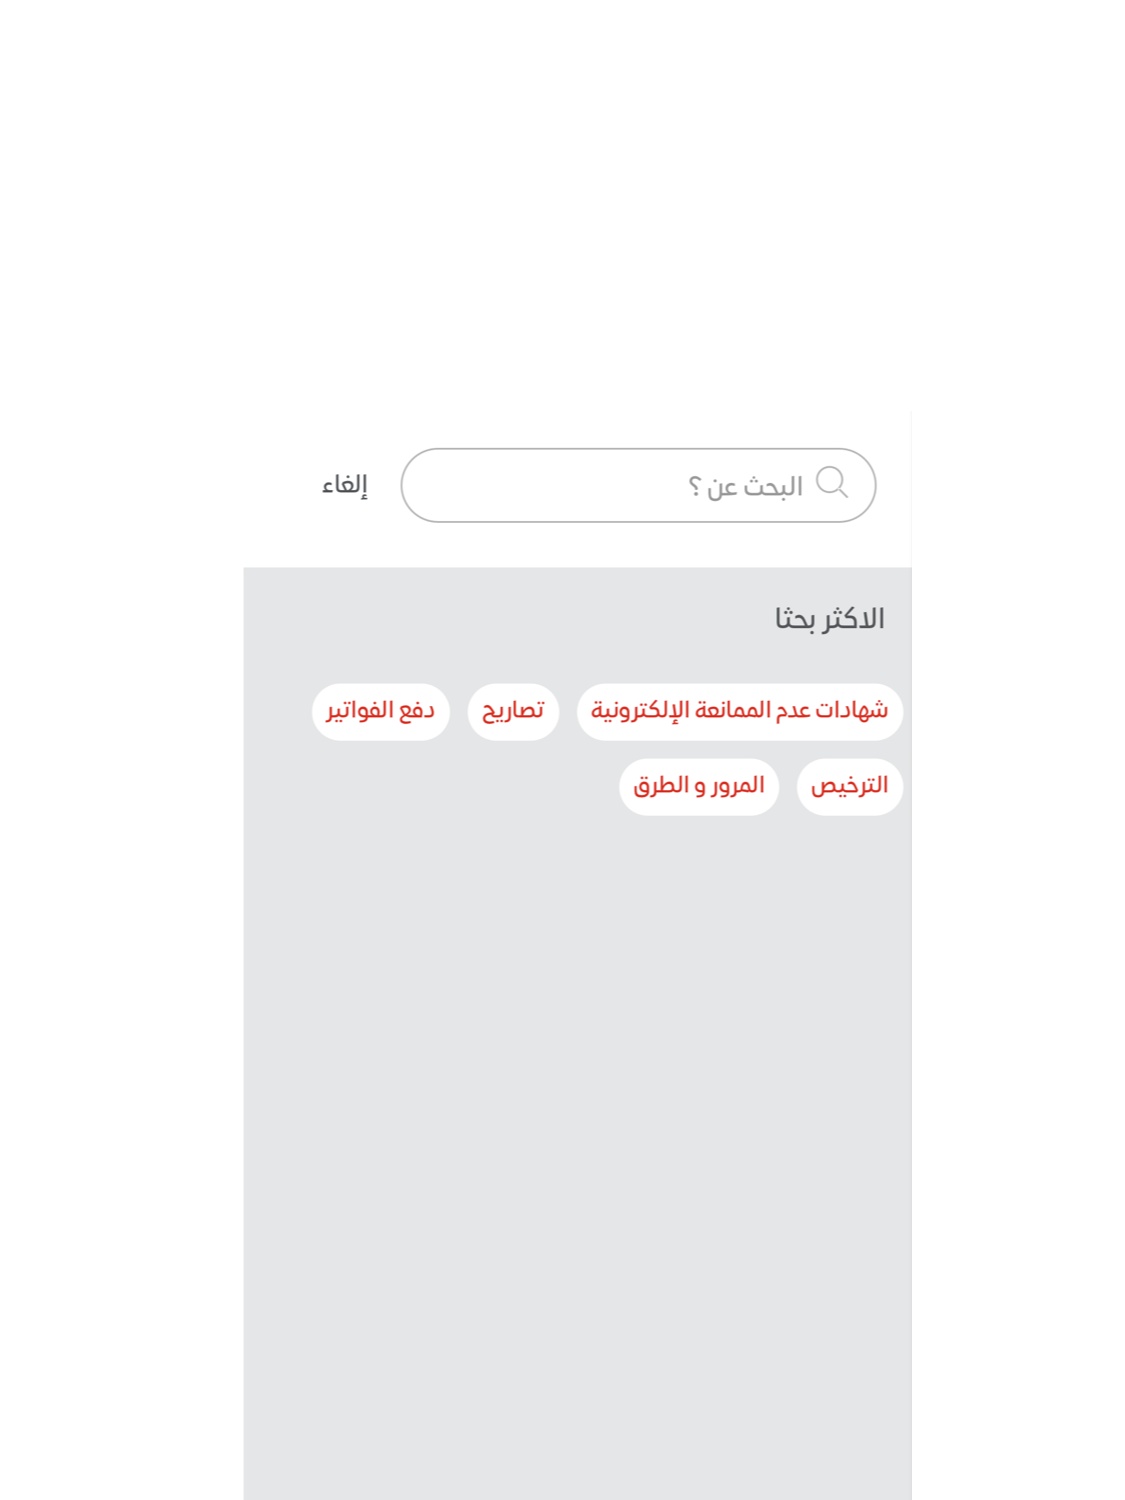 البحث عن ؟ إلغاء
الاكثر بحثا
شهادات عدم الممانعة الإلكترونية تصاريح دفع الفواتير
الترخيص المرور و الطرق